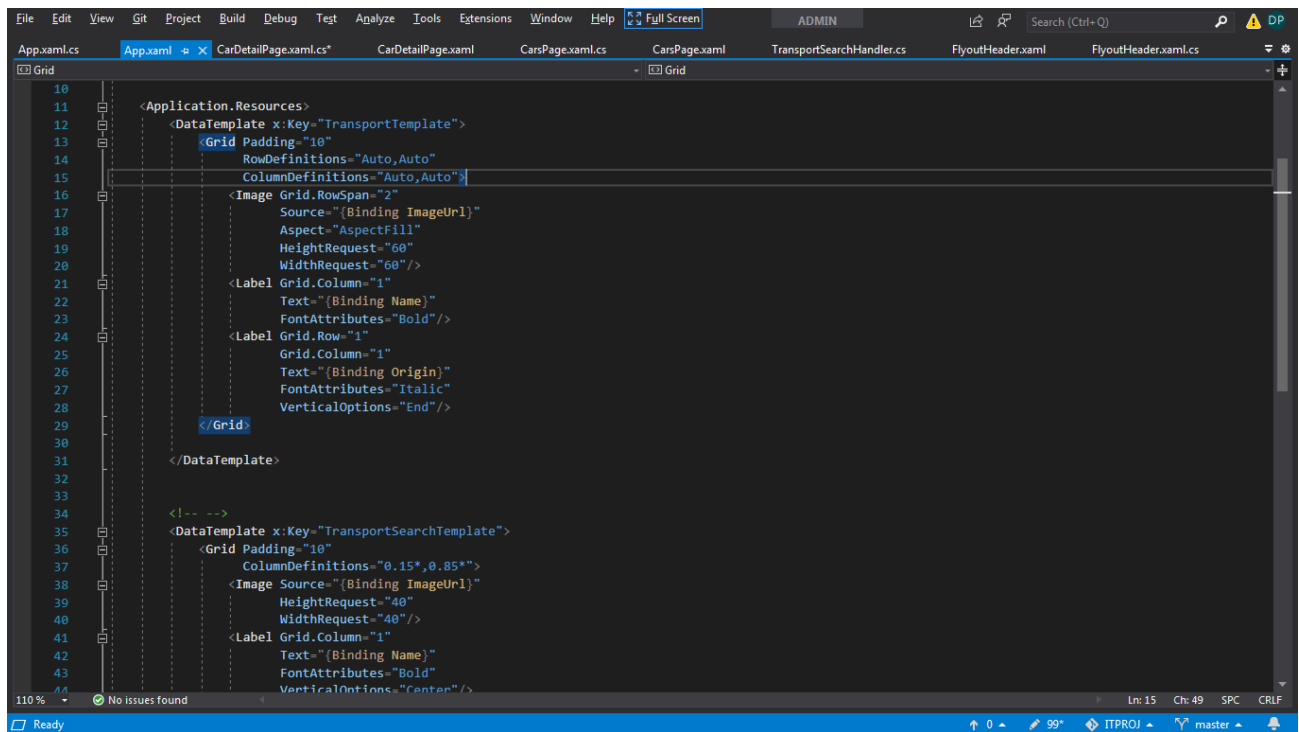 File Edit View Git Project Build Debug Test Analyze Tools Extensions Window Help Full Screen ADMIN Search (Ctrl+Q) DP
App.xaml.cs App.xaml CarDetailPage.xaml.cs* CarDetailPage.xaml CarsPage.xaml.cs CarsPage.xaml TransportSearchHandler.cs FlyoutHeader.xaml FlyoutHeader.xaml.cs
Grid Grid
10
11 <Application.Resources>
12 <DataTemplate x:Key="TransportTemplate">
13 <Grid Padding="10"
14 RowDefinitions="Auto,Auto"
15 ColumnDefinitions="Auto,Auto">
16 <Image Grid.RowSpan="2"
17 Source="{Binding ImageUrl}"
18 Aspect="AspectFill"
19 HeightRequest="60"
20 WidthRequest="60"/>
21 <Label Grid.Column="1"
22 Text="{Binding Name}"
23 FontAttributes="Bold"/>
24 <Label Grid.Row="1"
25 Grid.Column="1"
26 Text="{Binding Origin}"
27 FontAttributes="Italic"
28 VerticalOptions="End"/>
29 </Grid>
30
31 </DataTemplate>
32
33
34 <!-- -->
35 <DataTemplate x:Key="TransportSearchTemplate">
36 <Grid Padding="10"
37 ColumnDefinitions="0.15*,0.85*">
38 <Image Source="{Binding ImageUrl}"
39 HeightRequest="40"
40 WidthRequest="40"/>
41 <Label Grid.Column="1"
42 Text="{Binding Name}"
43 FontAttributes="Bold"
44 VerticalOptions="Center"/>
110 % No issues found Ln: 15 Ch: 49 SPC CRLF
Ready 0 99* ITPROJ master